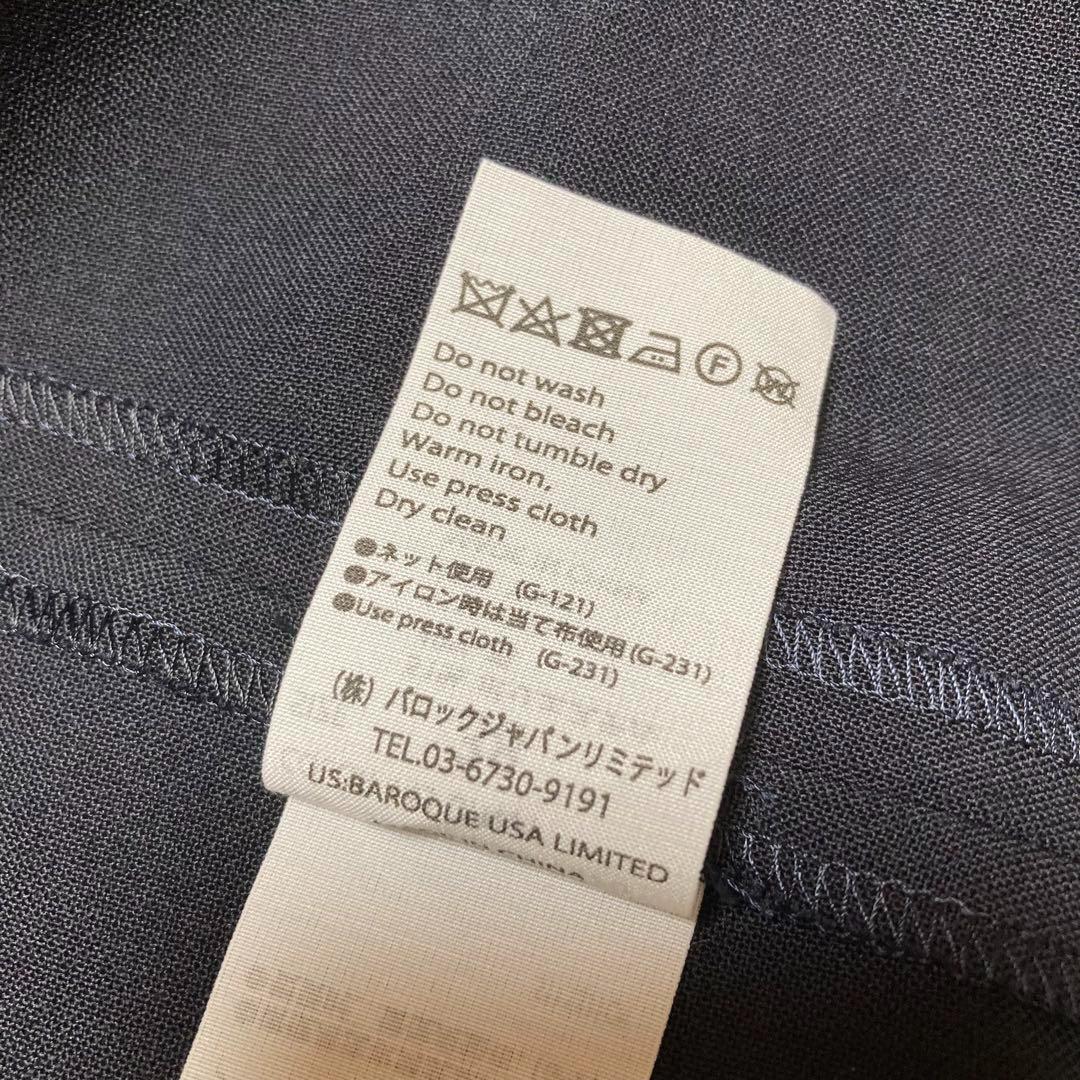 F
W
Do not wash
Do not bleach
Do not tumble dry
Warm iron,
Use press cloth
Dry clean
●ネット使用 (G-121)
●アイロン時は当て布使用 (G-231)
●Use press cloth (G-231)
(株) バロックジャパンリミテッド
TEL.03-6730-9191
US:BAROQUE USA LIMITED